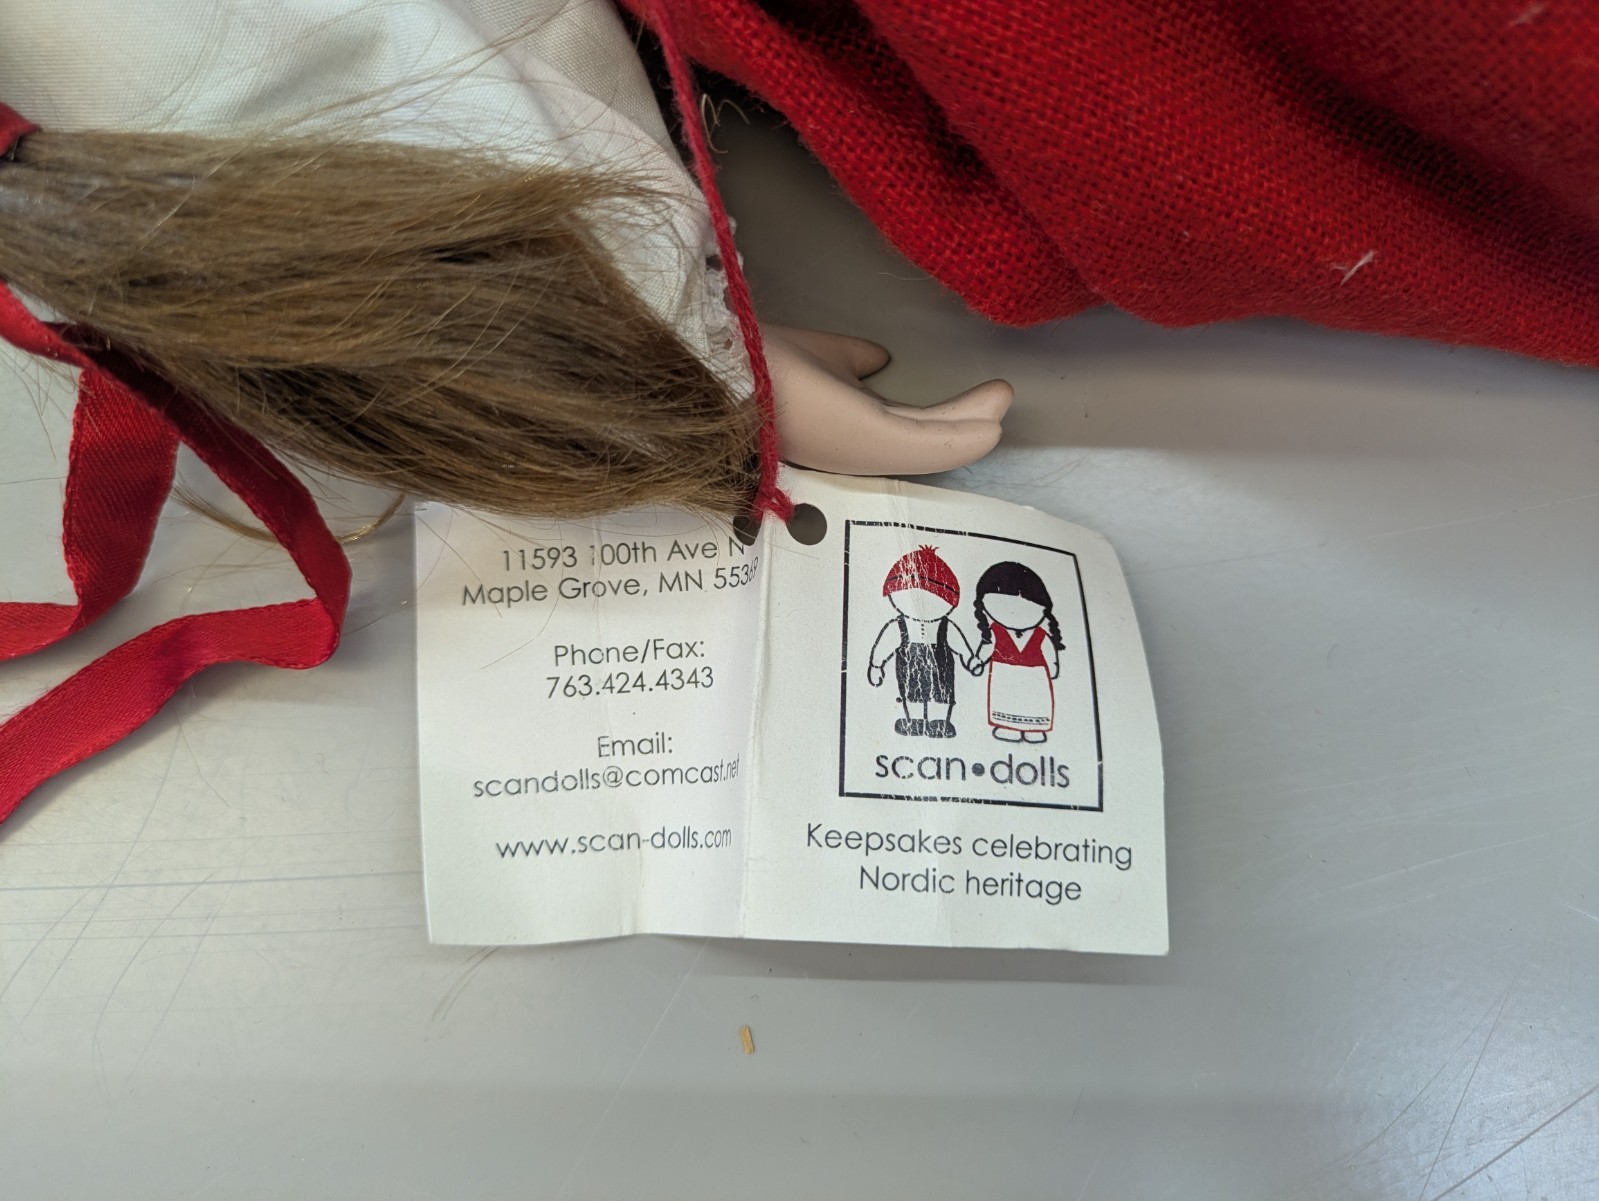 11593 100th Ave N
Maple Grove, MN 55369
Phone/Fax:
763.424.4343
Email:
scandolls@comcast.net
www.scan-dolls.com
scan•dolls
Keepsakes celebrating
Nordic heritage